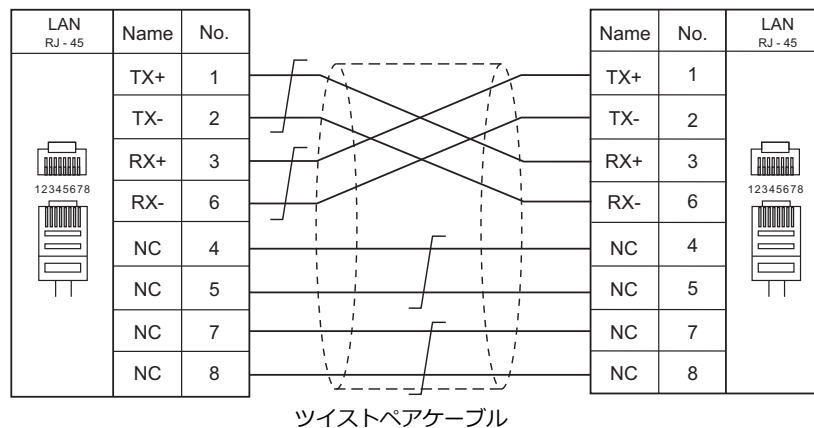 LAN
RJ - 45
Name
No.
TX+ 1
TX- 2
RX+ 3
RX- 6
NC 4
NC 5
NC 7
NC 8
12345678
Name
No.
LAN
RJ - 45
TX+ 1
TX- 2
RX+ 3
RX- 6
NC 4
NC 5
NC 7
NC 8
12345678
ツイストペアケーブル